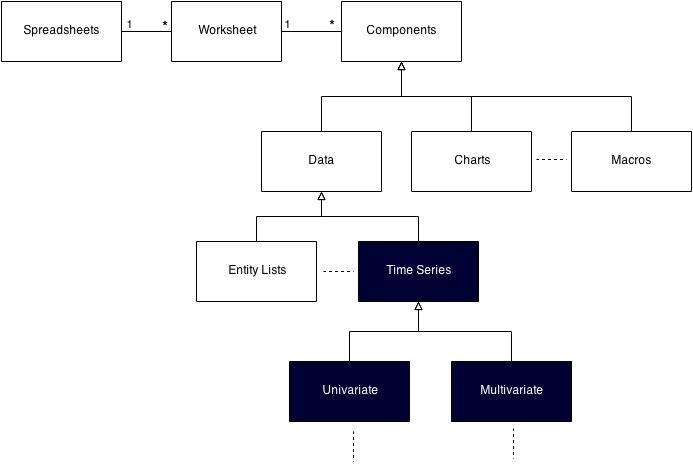 Spreadsheets
1
*
Worksheet
1
*
Components
Data
Charts
Macros
Entity Lists
Time Series
Univariate
Multivariate